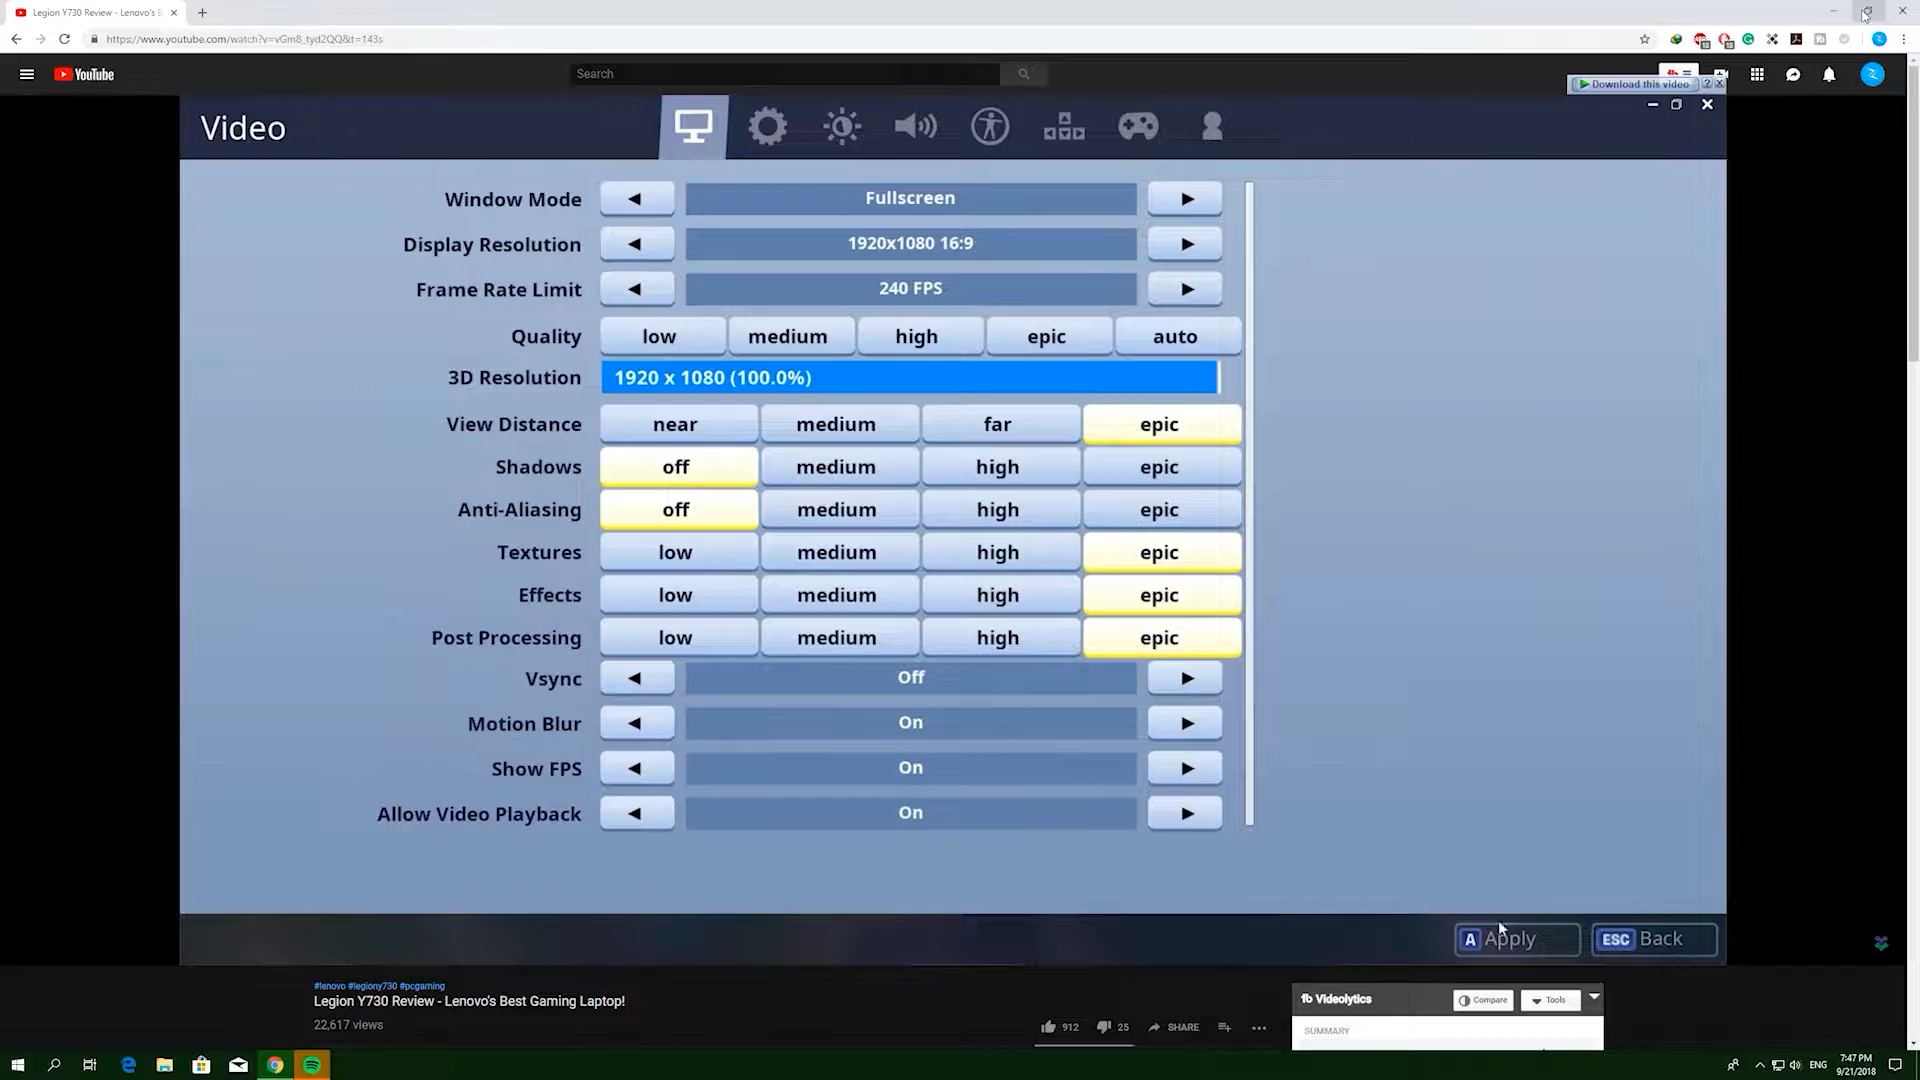 Legion Y730 Review - Lenovo's B
https://www.youtube.com/watch?v=vGm8_tyd2QQ&t=143s
YouTube
Search
Download this video
Video
Window Mode Fullscreen
Display Resolution 1920x1080 16:9
Frame Rate Limit 240 FPS
Quality low medium high epic auto
3D Resolution 1920 x 1080 (100.0%)
View Distance near medium far epic
Shadows off medium high epic
Anti-Aliasing off medium high epic
Textures low medium high epic
Effects low medium high epic
Post Processing low medium high epic
Vsync Off
Motion Blur On
Show FPS On
Allow Video Playback On
A Apply ESC Back
#lenovo #legiony730 #pcgaming
Legion Y730 Review - Lenovo's Best Gaming Laptop!
22,617 views
912 25 SHARE
tb Videolytics Compare Tools
SUMMARY
ENG
7:47 PM
9/21/2018